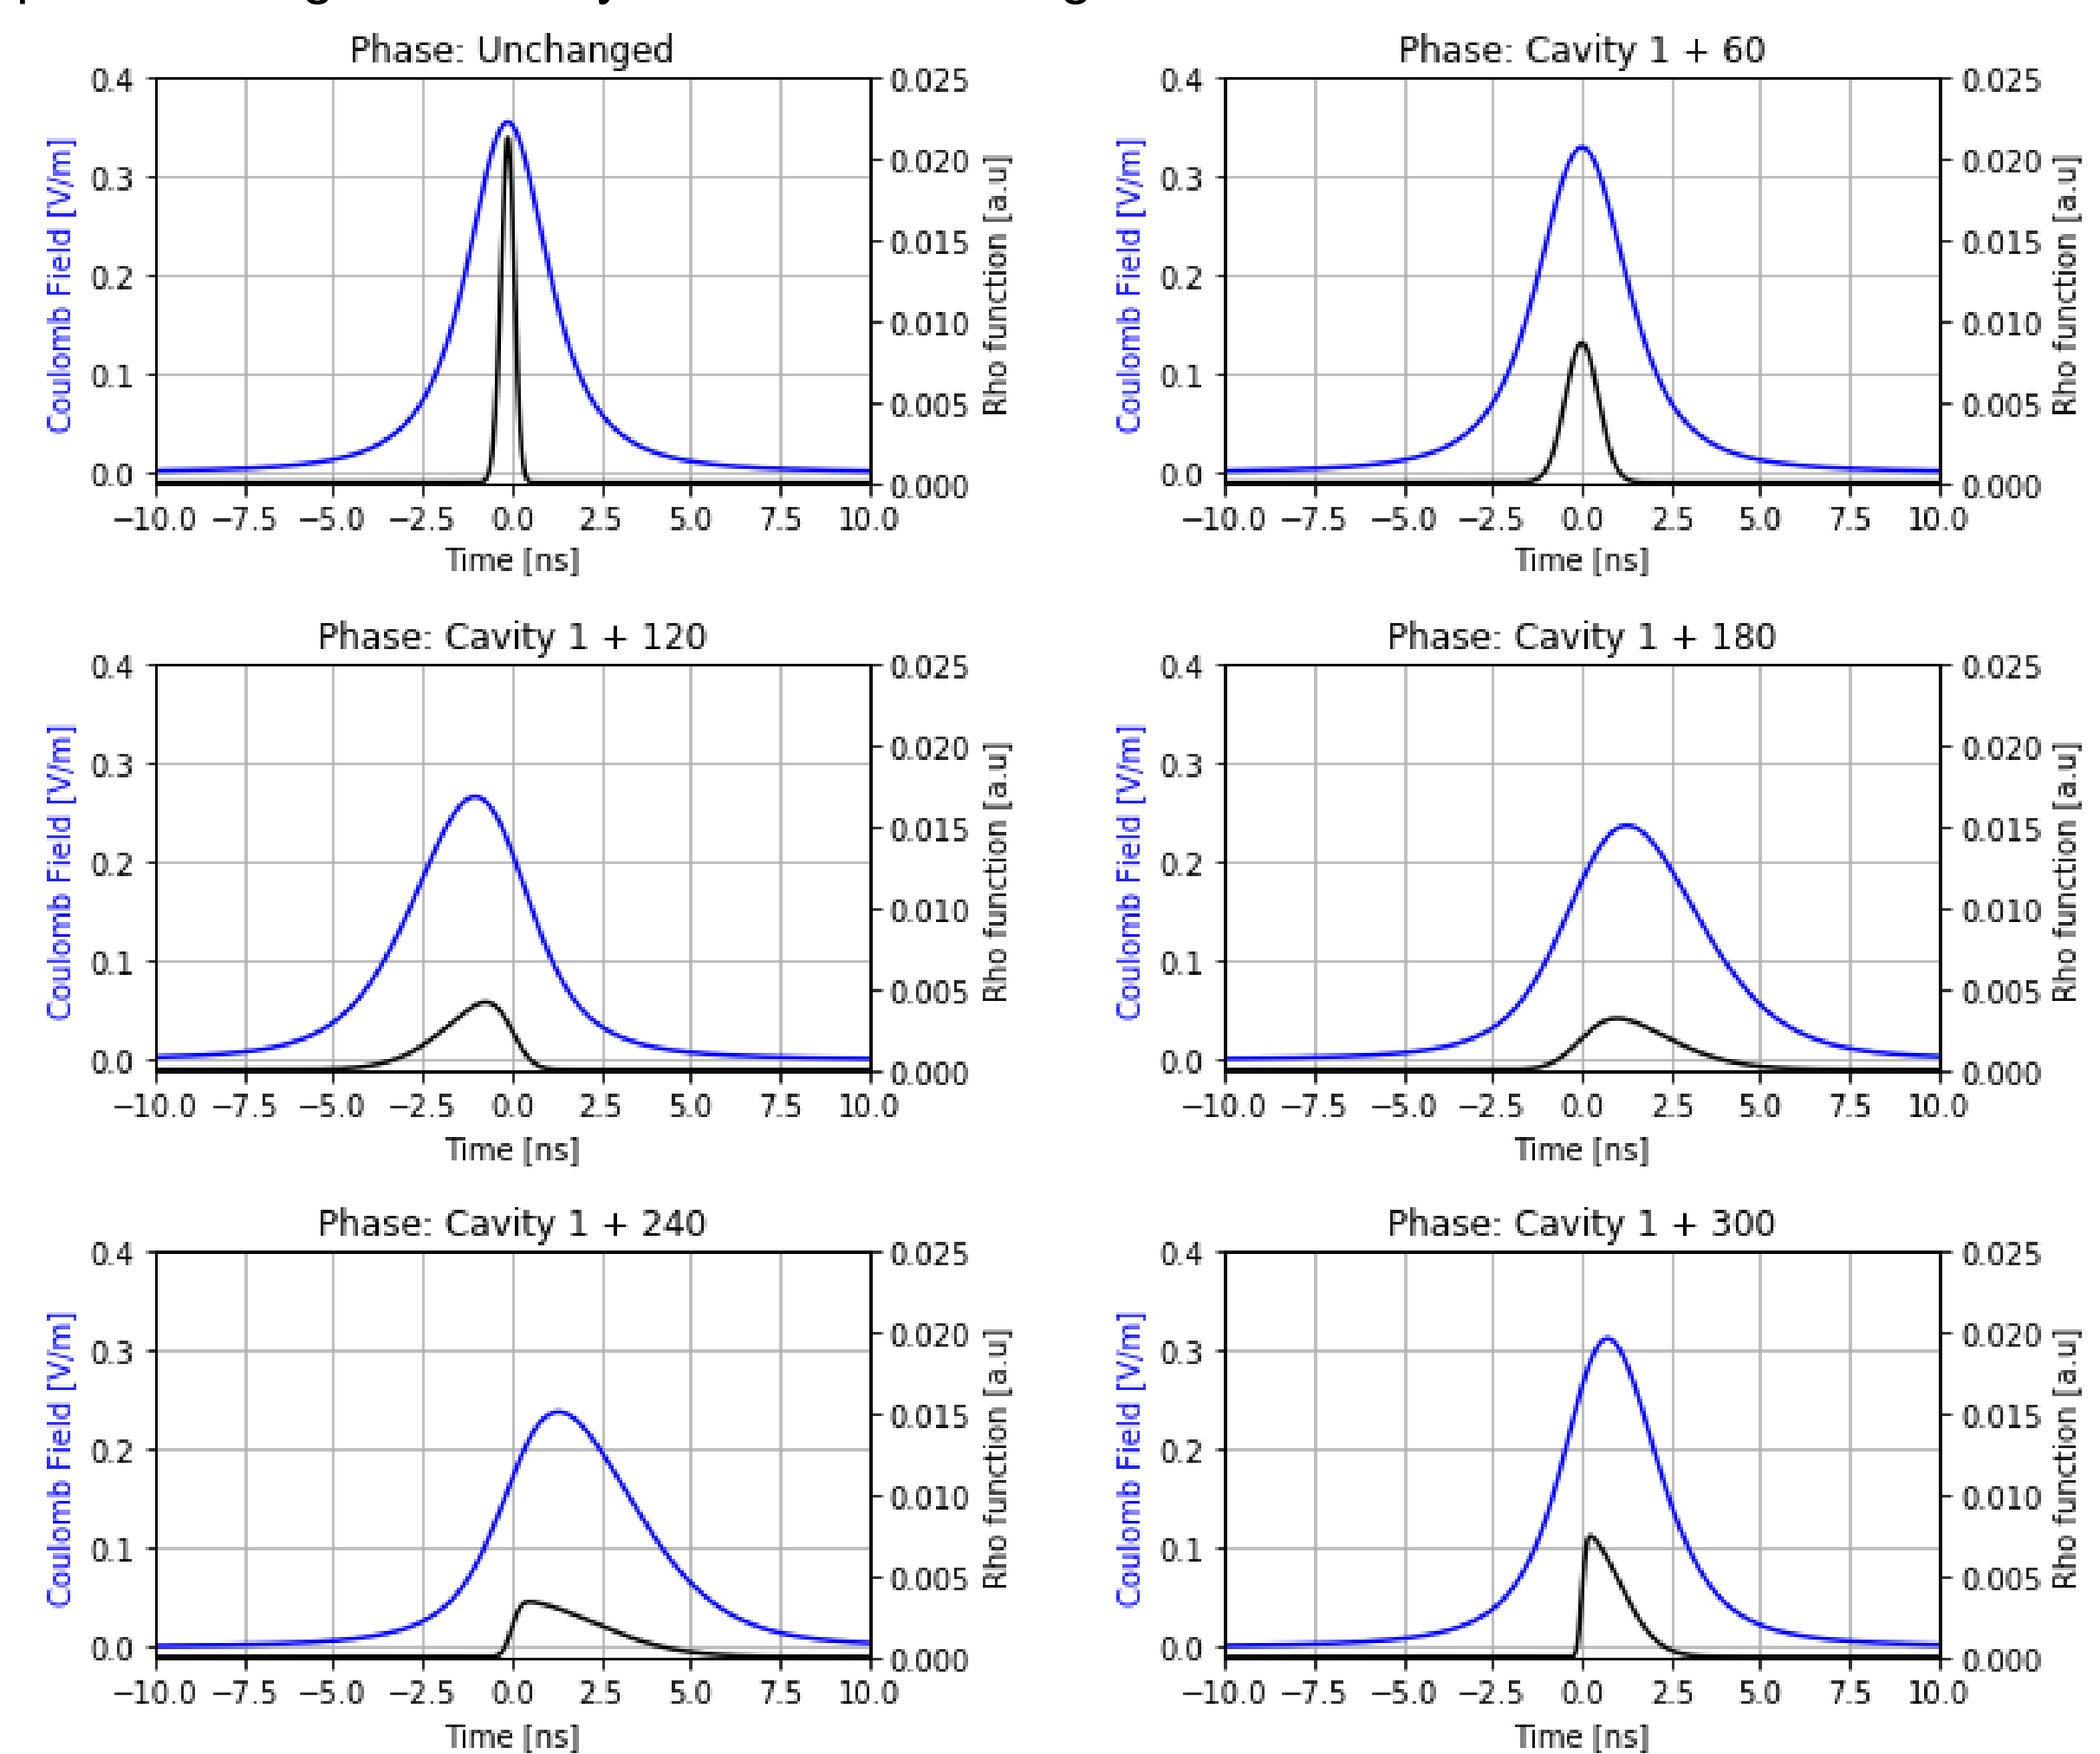 Phase: Unchanged
0.4
0.3
0.2
0.1
0.0
Coulomb Field [V/m]
0.025
0.020
0.015
0.010
0.005
0.000
Rho function [a.u]
−10.0 −7.5 −5.0 −2.5 0.0 2.5 5.0 7.5 10.0
Time [ns]
Phase: Cavity 1 + 60
0.4
0.3
0.2
0.1
0.0
Coulomb Field [V/m]
0.025
0.020
0.015
0.010
0.005
0.000
Rho function [a.u]
−10.0 −7.5 −5.0 −2.5 0.0 2.5 5.0 7.5 10.0
Time [ns]
Phase: Cavity 1 + 120
0.4
0.3
0.2
0.1
0.0
Coulomb Field [V/m]
0.025
0.020
0.015
0.010
0.005
0.000
Rho function [a.u]
−10.0 −7.5 −5.0 −2.5 0.0 2.5 5.0 7.5 10.0
Time [ns]
Phase: Cavity 1 + 180
0.4
0.3
0.2
0.1
0.0
Coulomb Field [V/m]
0.025
0.020
0.015
0.010
0.005
0.000
Rho function [a.u]
−10.0 −7.5 −5.0 −2.5 0.0 2.5 5.0 7.5 10.0
Time [ns]
Phase: Cavity 1 + 240
0.4
0.3
0.2
0.1
0.0
Coulomb Field [V/m]
0.025
0.020
0.015
0.010
0.005
0.000
Rho function [a.u]
−10.0 −7.5 −5.0 −2.5 0.0 2.5 5.0 7.5 10.0
Time [ns]
Phase: Cavity 1 + 300
0.4
0.3
0.2
0.1
0.0
Coulomb Field [V/m]
0.025
0.020
0.015
0.010
0.005
0.000
Rho function [a.u]
−10.0 −7.5 −5.0 −2.5 0.0 2.5 5.0 7.5 10.0
Time [ns]